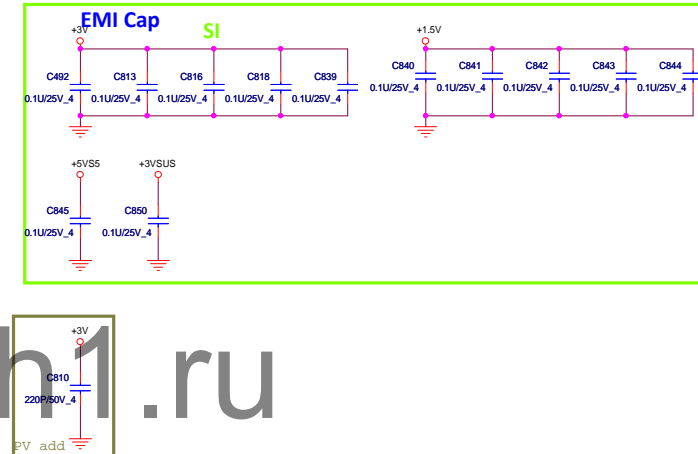 EMI Cap
SI
+3V
+1.5V
C492 C813 C816 C818 C839
0.1U/25V_4 0.1U/25V_4 0.1U/25V_4 0.1U/25V_4 0.1U/25V_4
C840 C841 C842 C843 C844
0.1U/25V_4 0.1U/25V_4 0.1U/25V_4 0.1U/25V_4 0.1U/25V_4
+5VS5 +3VSUS
C845 C850
0.1U/25V_4 0.1U/25V_4
+3V
C810
220P/50V_4
PV add
h1.ru